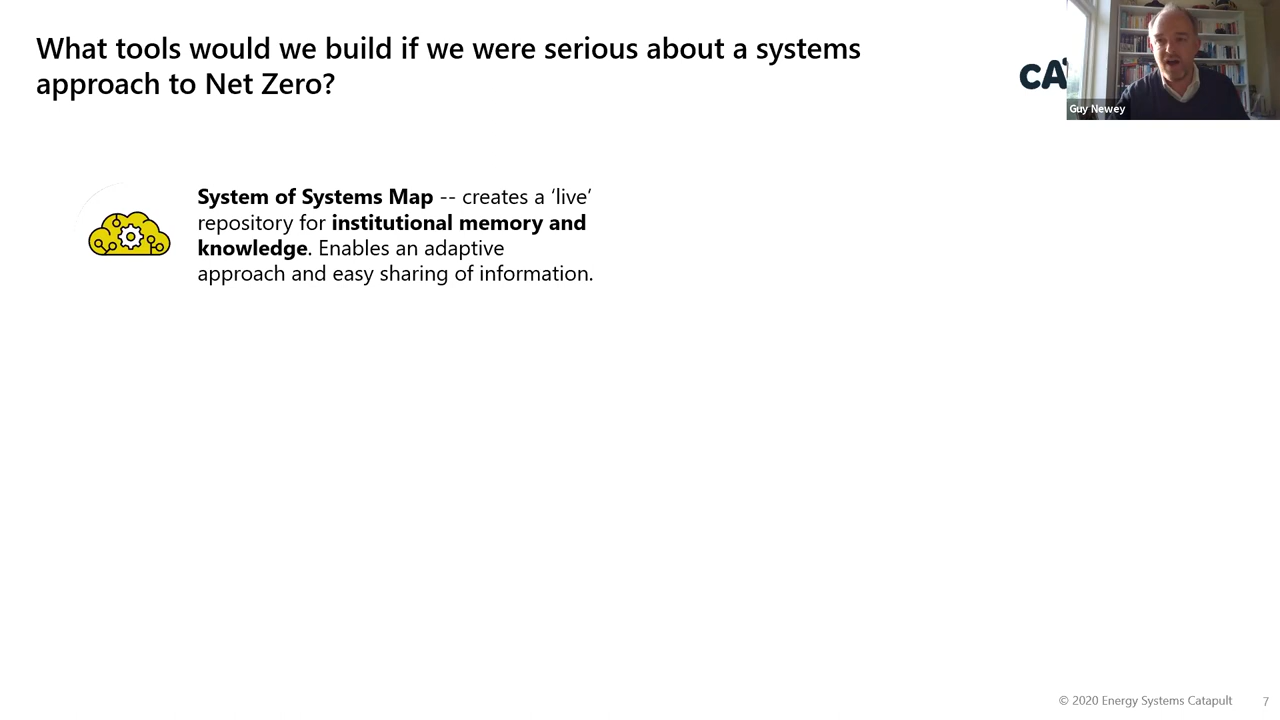 What tools would we build if we were serious about a systems
approach to Net Zero?
CA
Guy Newey
System of Systems Map -- creates a ‘live’
repository for institutional memory and
knowledge. Enables an adaptive
approach and easy sharing of information.
© 2020 Energy Systems Catapult
7